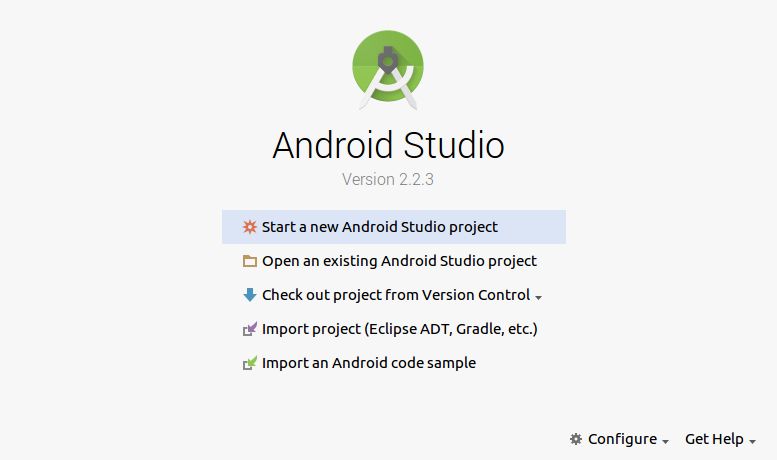 Android Studio
Version 2.2.3
Start a new Android Studio project
Open an existing Android Studio project
Check out project from Version Control
Import project (Eclipse ADT, Gradle, etc.)
Import an Android code sample
Configure Get Help